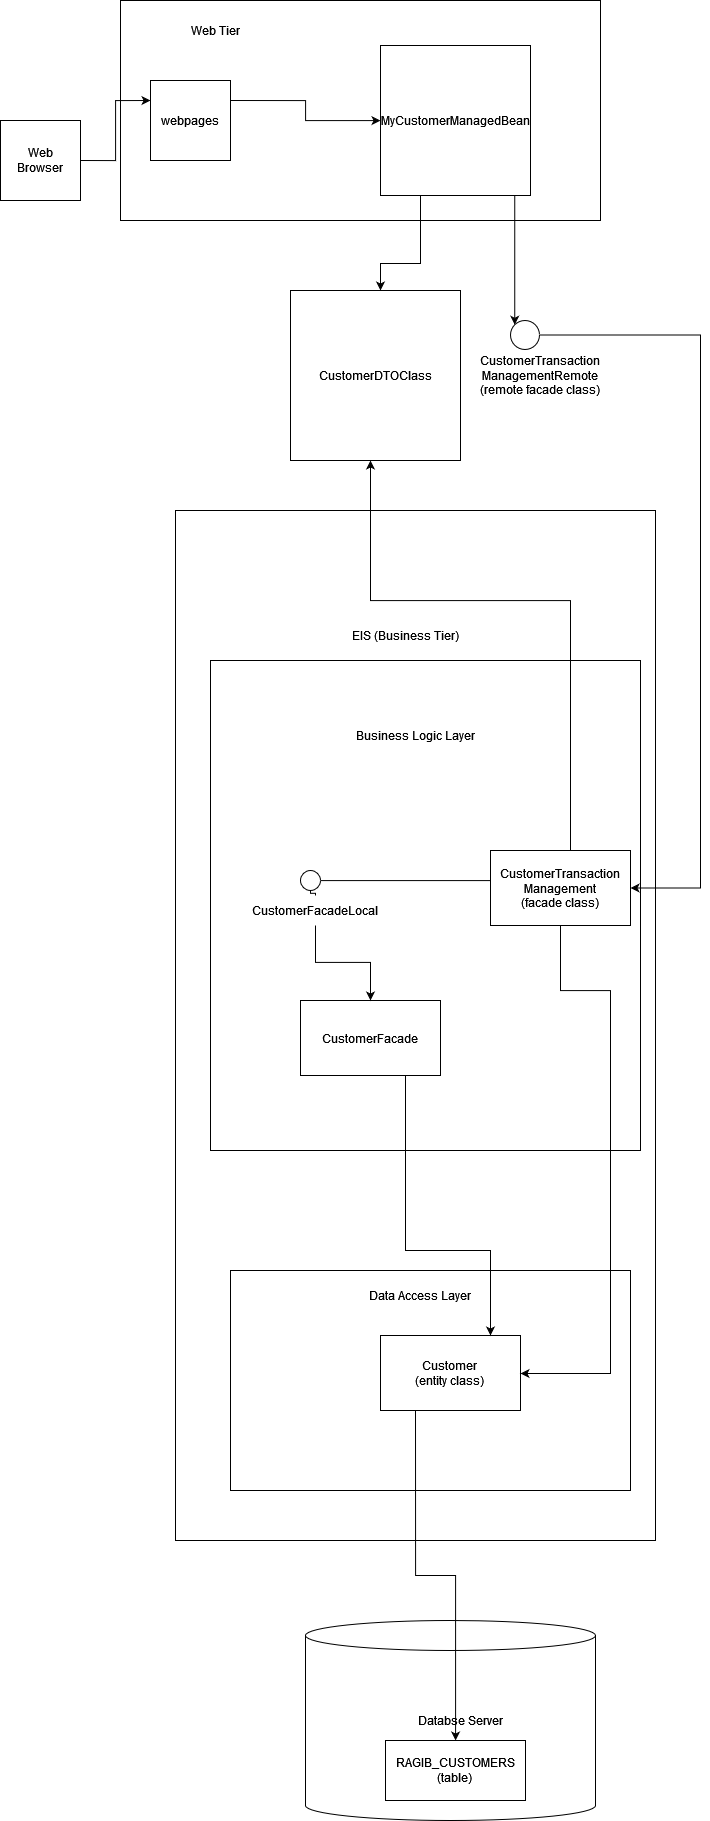 Web Tier
webpages
MyCustomerManagedBean
Web
Browser
CustomerDTOClass
CustomerTransaction
ManagementRemote
(remote facade class)
EIS (Business Tier)
Business Logic Layer
CustomerTransaction
Management
(facade class)
CustomerFacadeLocal
CustomerFacade
Data Access Layer
Customer
(entity class)
Databse Server
RAGIB_CUSTOMERS
(table)